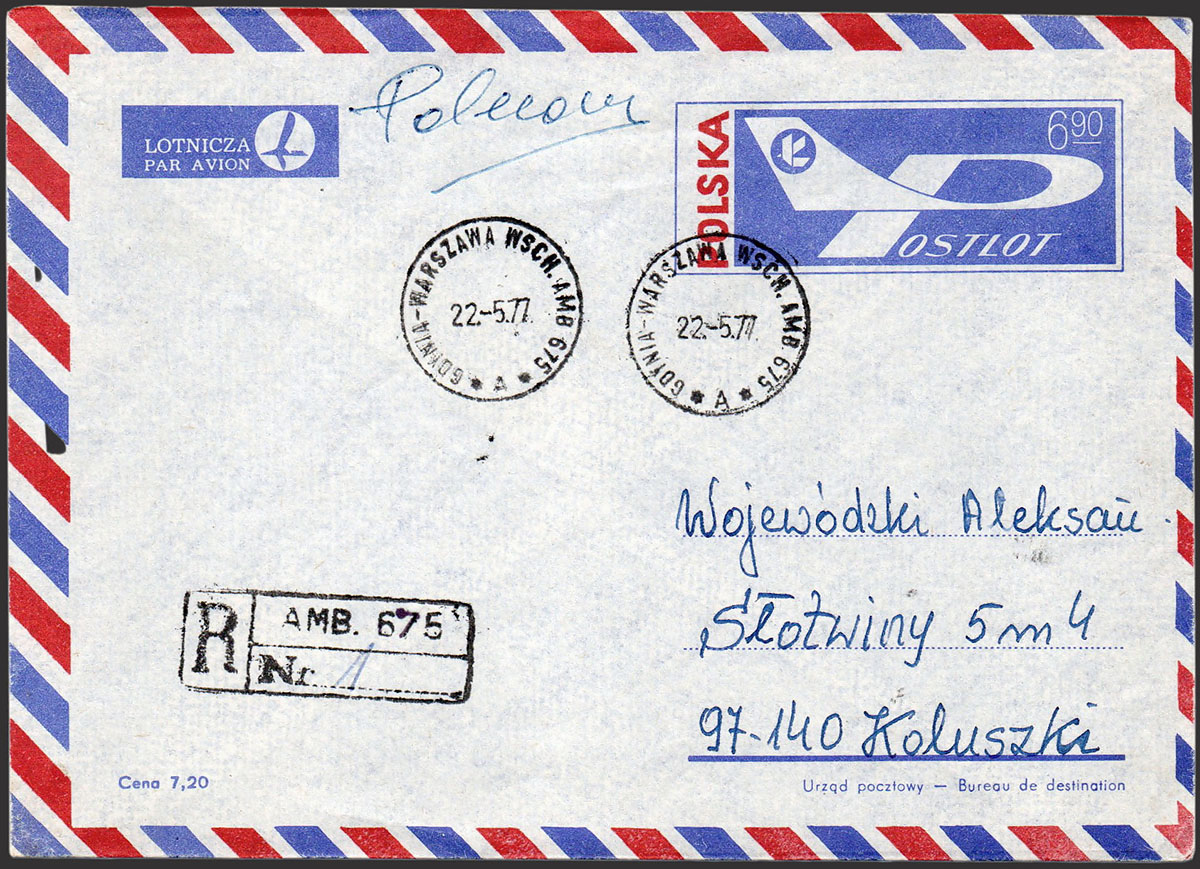 LOTNICZA
PAR AVION
Polecony
POLSKA
6 90
POSTLOT
GDYNIA-WARSZAWA WSCH. AMB 675
22.-5.77.
* A *
GDYNIA-WARSZAWA WSCH. AMB 675
22.-5.77.
* A *
Wojewódzki Aleksan
Słotwiny 5 m 4
97-140 Koluszki
R
AMB. 675
Nr 1
Cena 7,20
Urząd pocztowy — Bureau de destination